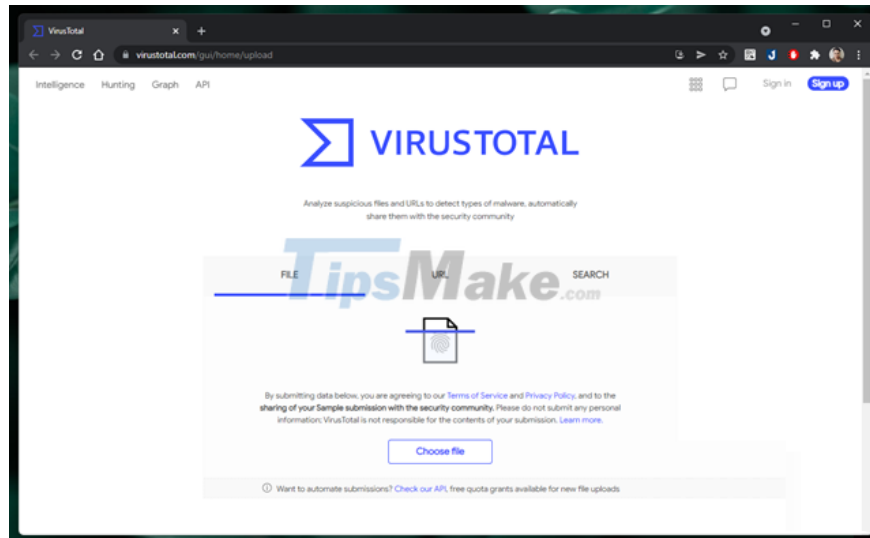 VirusTotal
virustotal.com/gui/home/upload
Intelligence Hunting Graph API
Sign in Sign up
VIRUSTOTAL
Analyze suspicious files and URLs to detect types of malware, automatically
share them with the security community
FILE URL SEARCH
TipsMake.com
By submitting data below, you are agreeing to our Terms of Service and Privacy Policy, and to the
sharing of your Sample submission with the security community. Please do not submit any personal
information; VirusTotal is not responsible for the contents of your submission. Learn more.
Choose file
Want to automate submissions? Check our API, free quota grants available for new file uploads